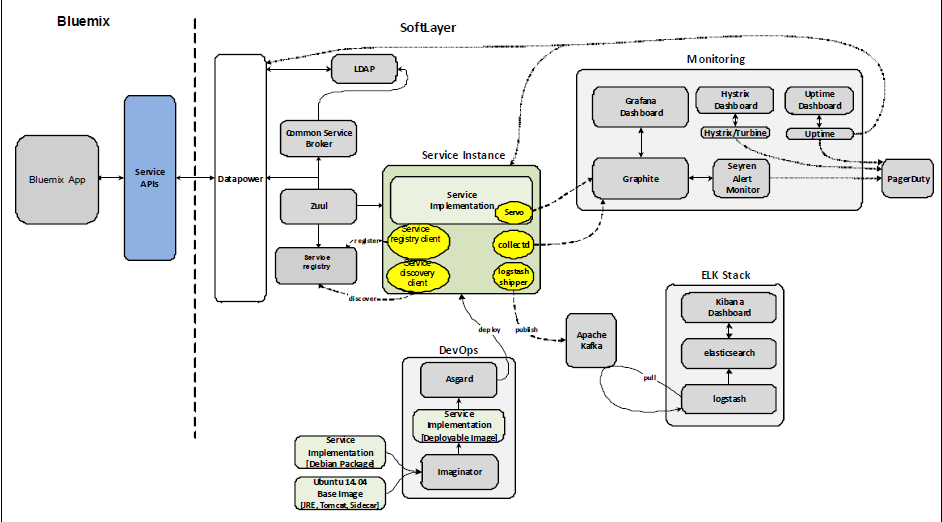 Bluemix
SoftLayer
Monitoring
LDAP
Grafana
Dashboard
Hystrix
Dashboard
Uptime
Dashboard
Common Service
Broker
Hystrix/Turbine
Uptime
Service Instance
Bluemix App
Service
APIs
Datapower
Graphite
Seyren
Alert
Monitor
PagerDuty
Service
Implementation
Zuul
Servo
register
Service
registry client
collectd
Service
registry
Service
discovery
client
logstash
shipper
ELK Stack
discover
Kibana
Dashboard
deploy
publish
Apache
Kafka
DevOps
elasticsearch
Asgard
pull
logstash
Service
Implementation
[Deployable Image]
Service
Implementation
[Debian Package]
Imaginator
Ubuntu 14.04
Base Image
[JRE, Tomcat, Sidecar]